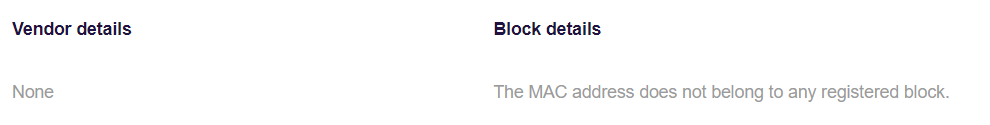 Vendor details
Block details
None
The MAC address does not belong to any registered block.